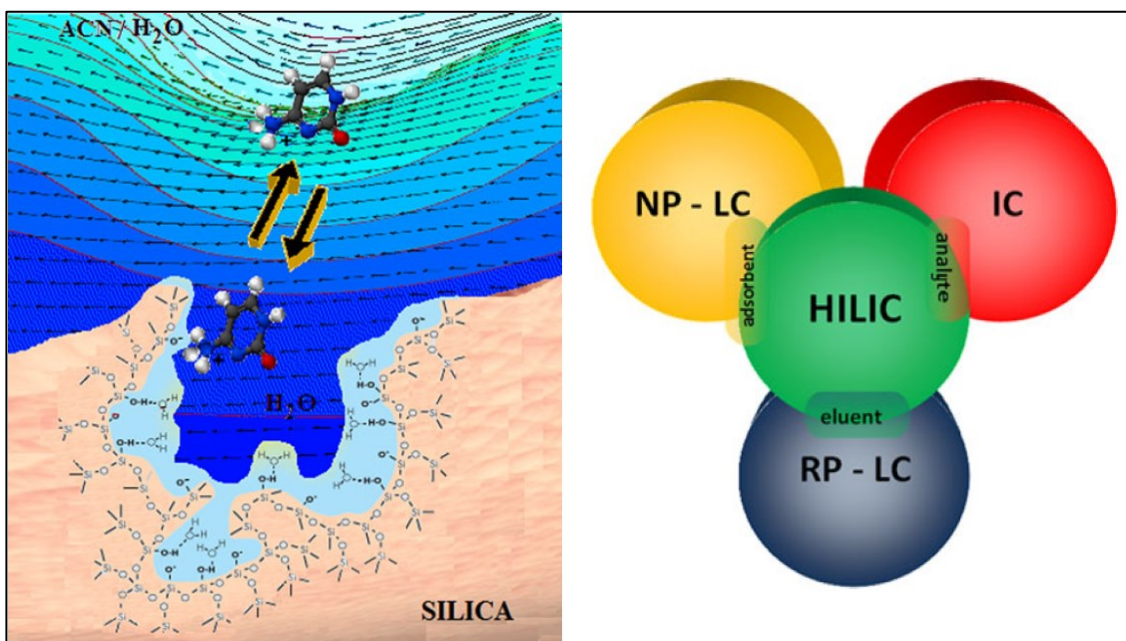 ACN/H₂O
H₂O
SILICA
NP - LC
IC
adsorbent
analyte
HILIC
eluent
RP - LC